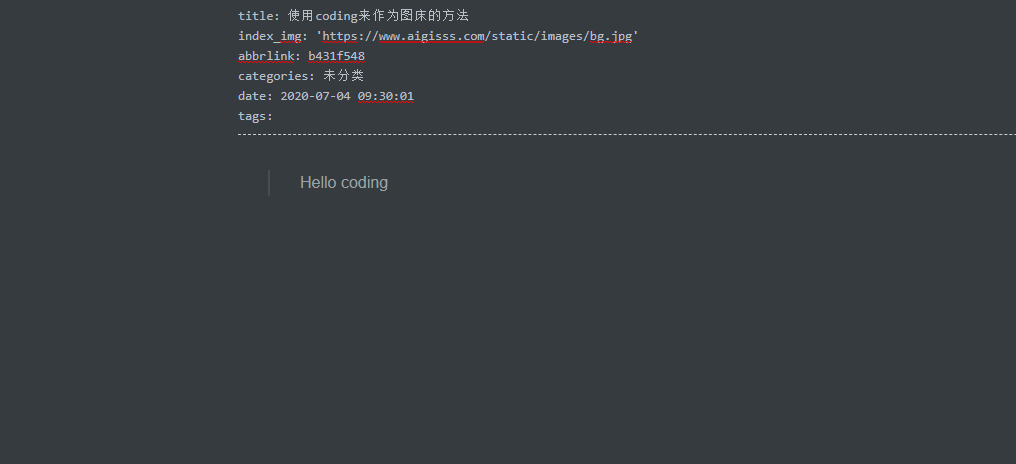 title: 使用coding来作为图床的方法
index_img: 'https://www.aigisss.com/static/images/bg.jpg'
abbrlink: b431f548
categories: 未分类
date: 2020-07-04 09:30:01
tags:
Hello coding